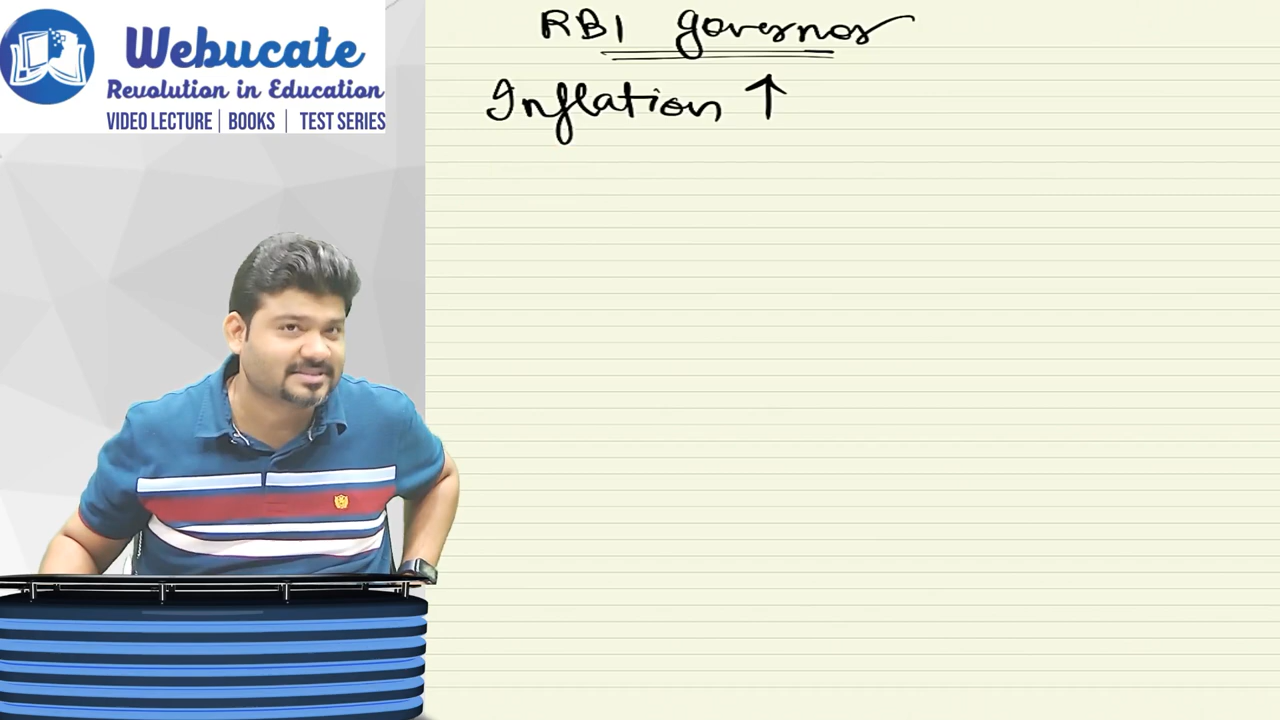 Webucate
Revolution in Education
VIDEO LECTURE | BOOKS | TEST SERIES
RBI governor
Inflation ↑